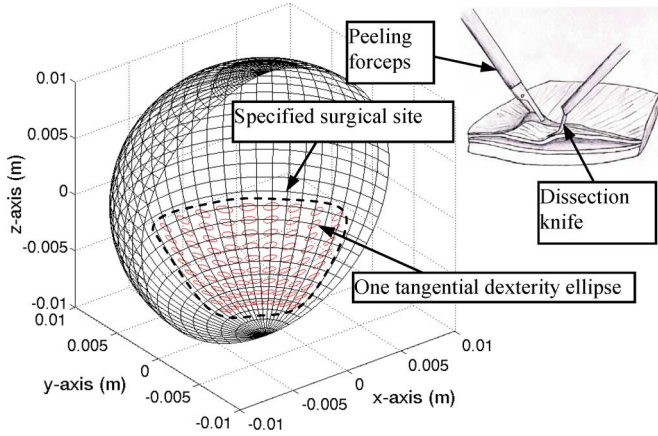 Peeling
forceps
Specified surgical site
Dissection
knife
One tangential dexterity ellipse
z-axis (m)
0.01
0.005
0
-0.005
-0.01
y-axis (m)
0.01
0.005
0
-0.005
-0.01
x-axis (m)
-0.01
-0.005
0
0.005
0.01